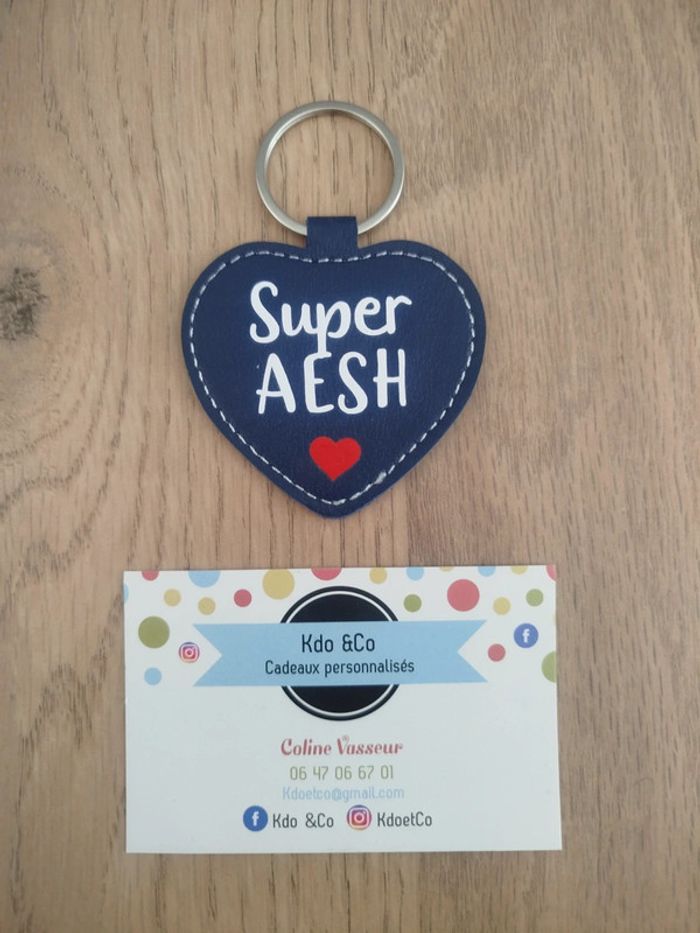 Super
AESH
Kdo &Co
Cadeaux personnalisés
Coline Vasseur
06 47 06 67 01
Kdoetco@gmail.com
Kdo &Co KdoetCo